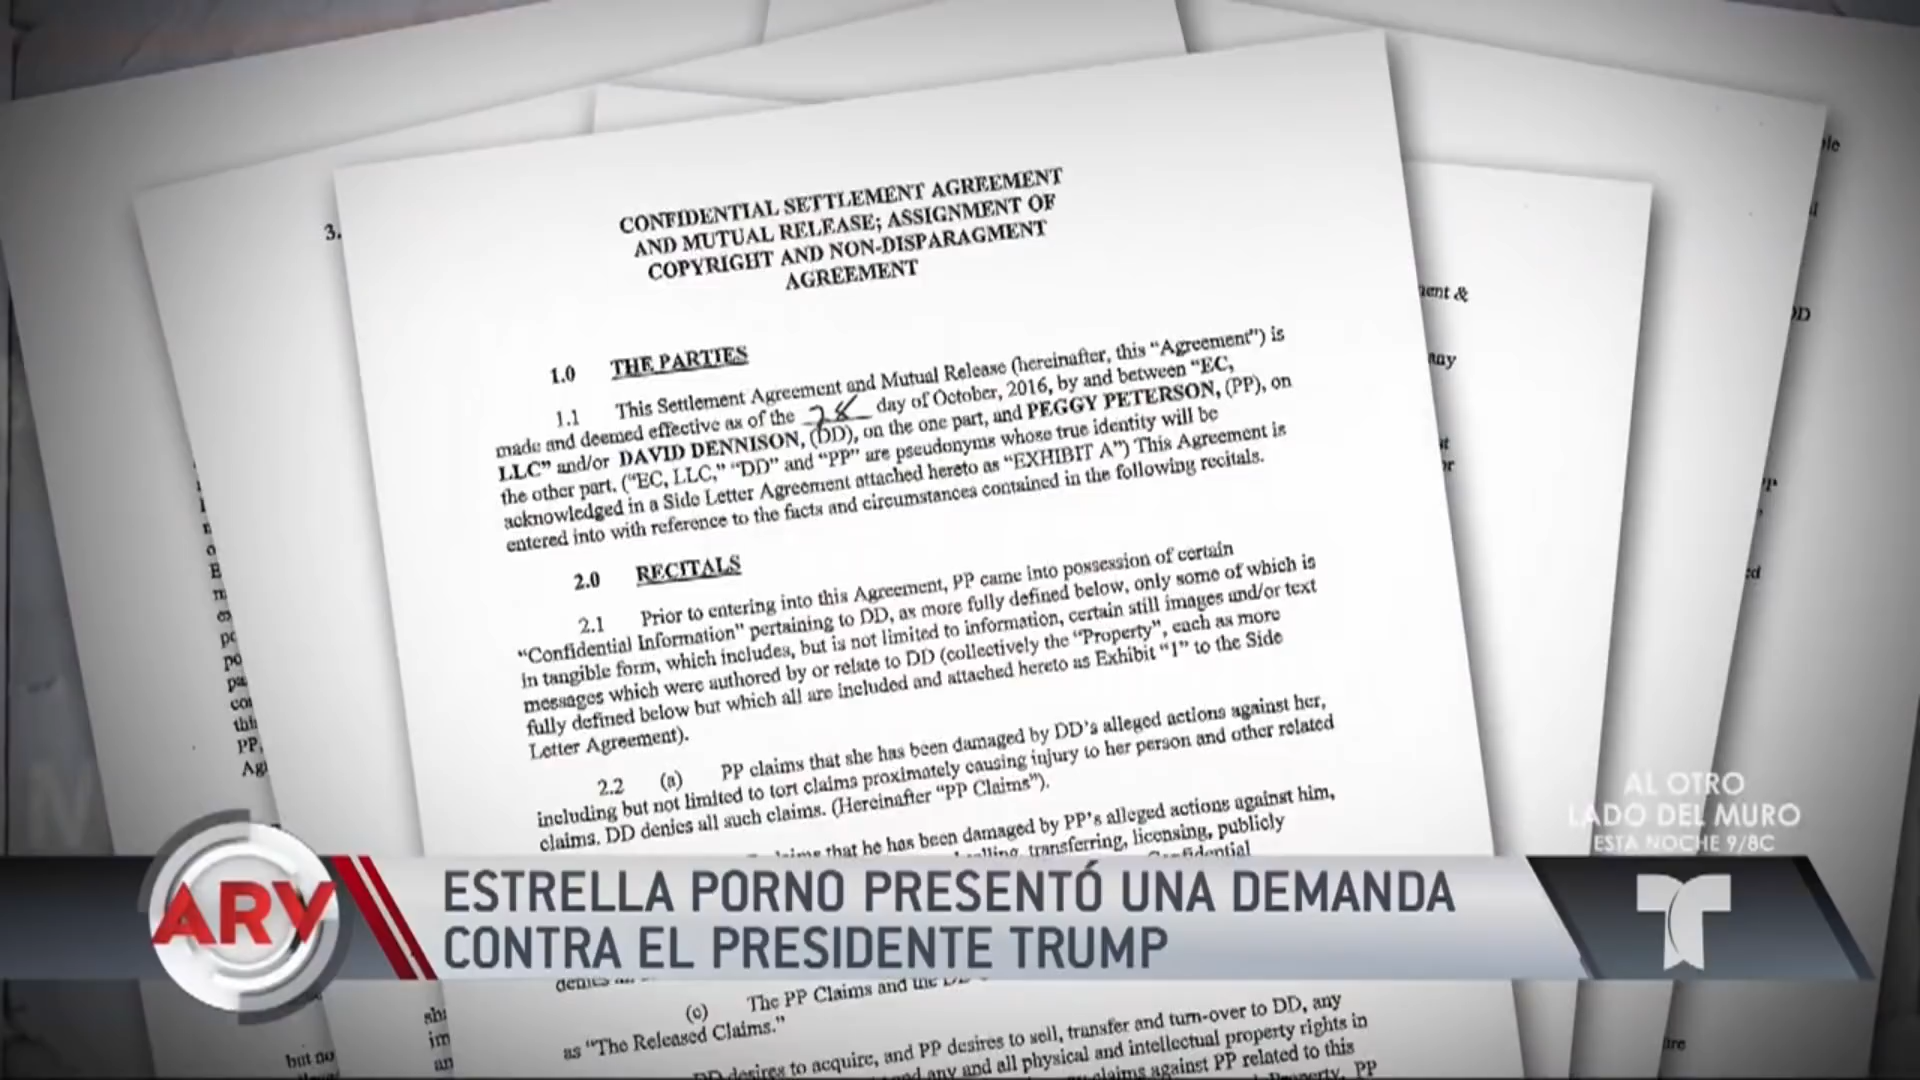 CONFIDENTIAL SETTLEMENT AGREEMENT
AND MUTUAL RELEASE; ASSIGNMENT OF
COPYRIGHT AND NON-DISPARAGMENT
AGREEMENT
1.0 THE PARTIES
1.1 This Settlement Agreement and Mutual Release (hereinafter, this “Agreement”) is
made and deemed effective as of the 28 day of October, 2016, by and between “EC,
LLC” and/or DAVID DENNISON, (DD), on the one part, and PEGGY PETERSON, (PP), on
the other part. (“EC, LLC,” “DD” and “PP” are pseudonyms whose true identity will be
acknowledged in a Side Letter Agreement attached hereto as “EXHIBIT A”) This Agreement is
entered into with reference to the facts and circumstances contained in the following recitals.
2.0 RECITALS
2.1 Prior to entering into this Agreement, PP came into possession of certain
“Confidential Information” pertaining to DD, as more fully defined below, only some of which is
in tangible form, which includes, but is not limited to information, certain still images and/or text
messages which were authored by or relate to DD (collectively the “Property”, each as more
fully defined below but which all are included and attached hereto as Exhibit “1” to the Side
Letter Agreement).
2.2 (a) PP claims that she has been damaged by DD’s alleged actions against her,
including but not limited to tort claims proximately causing injury to her person and other related
claims. DD denies all such claims. (Hereinafter “PP Claims”).
that he has been damaged by PP’s alleged actions against him,
transferring, licensing, publicly
AL OTRO
LADO DEL MURO
ESTA NOCHE 9/8C
ARV
ESTRELLA PORNO PRESENTÓ UNA DEMANDA
CONTRA EL PRESIDENTE TRUMP
(c) The PP Claims and the
as “The Released Claims.”
desires to acquire, and PP desires to sell, transfer and turn-over to DD, any
and any and all physical and intellectual property rights in
claims against PP related to this
PP
3.
but no